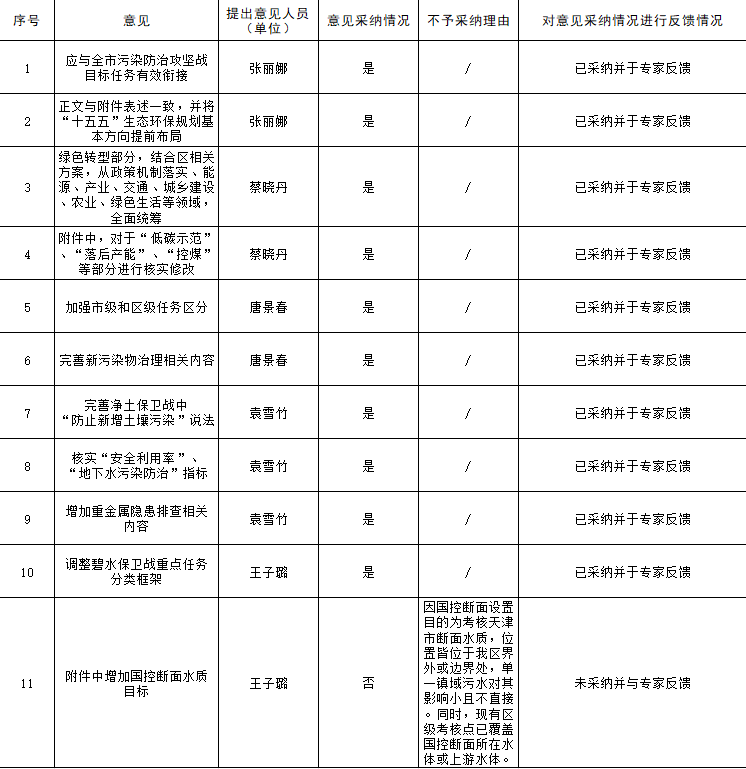 序号 意见 提出意见人员（单位） 意见采纳情况 不予采纳理由 对意见采纳情况进行反馈情况
1 应与全市污染防治攻坚战
目标任务有效衔接 张丽娜 是 / 已采纳并于专家反馈
2 正文与附件表述一致，并将
“十五五”生态环保规划基
本方向提前布局 张丽娜 是 / 已采纳并于专家反馈
3 绿色转型部分，结合区相关
方案，从政策机制落实、能
源、产业、交通、城乡建设
、农业、绿色生活等领域，
全面统筹 蔡晓丹 是 / 已采纳并于专家反馈
4 附件中，对于“低碳示范”
、“落后产能”、“控煤”
等部分进行核实修改 蔡晓丹 是 / 已采纳并于专家反馈
5 加强市级和区级任务区分 唐景春 是 / 已采纳并于专家反馈
6 完善新污染物治理相关内容 唐景春 是 / 已采纳并于专家反馈
7 完善净土保卫战中
“防止新增土壤污染”说法 袁雪竹 是 / 已采纳并于专家反馈
8 核实“安全利用率”、
“地下水污染防治”指标 袁雪竹 是 / 已采纳并于专家反馈
9 增加重金属隐患排查相关
内容 袁雪竹 是 / 已采纳并于专家反馈
10 调整碧水保卫战重点任务
分类框架 王子璐 是 / 已采纳并于专家反馈
11 附件中增加国控断面水质
目标 王子璐 否
因国控断面设置
目的为考核天津
市断面水质，位
置皆位于我区界
外或边界处，单
一镇域污水对其
影响小且不直接
。同时，现有区
级考核点已覆盖
国控断面所在水
体或上游水体。
未采纳并与专家反馈